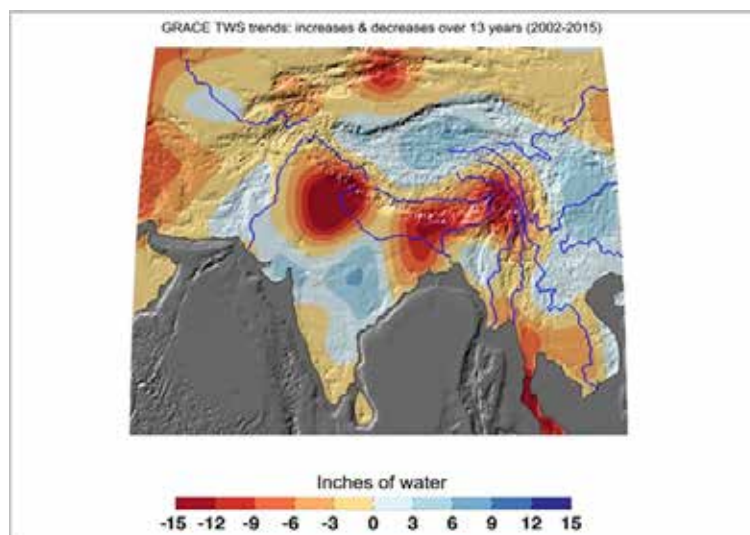 GRACE TWS trends: increases & decreases over 13 years (2002-2015)
Inches of water
-15 -12 -9 -6 -3 0 3 6 9 12 15